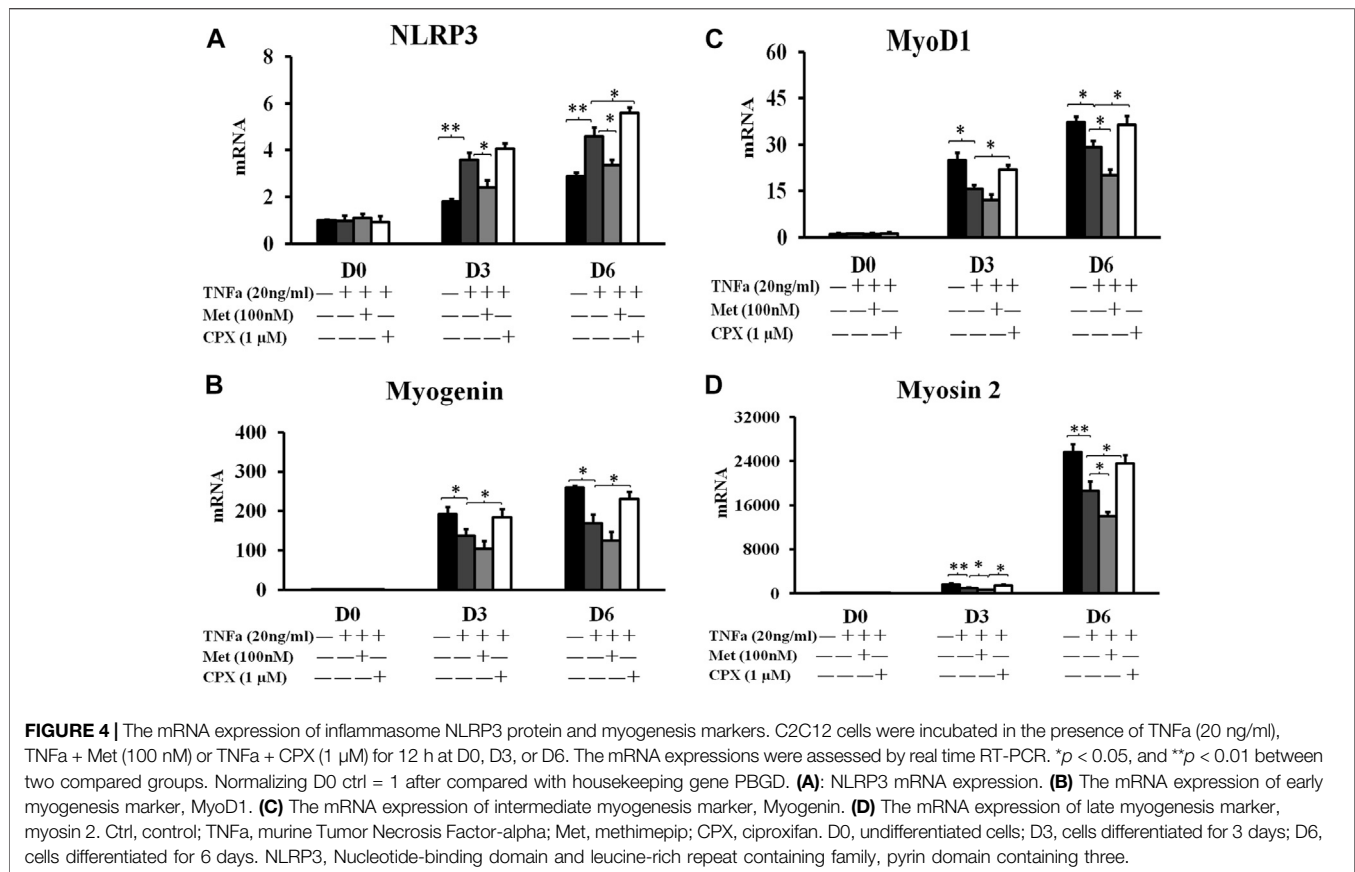 A
NLRP3
mRNA
8
6
4
2
0
**
*
**
*
*
D0 D3 D6
TNFa (20ng/ml) — + + + — + + + — + + +
Met (100nM) — — + — — — + — — — + —
CPX (1 µM) — — — + — — — + — — — +
C
MyoD1
mRNA
60
45
30
15
0
*
*
*
*
*
D0 D3 D6
TNFa (20ng/ml) — + + + — + + + — + + +
Met (100nM) — — + — — — + — — — + —
CPX (1 µM) — — — + — — — + — — — +
B
Myogenin
mRNA
400
300
200
100
0
*
*
*
*
D0 D3 D6
TNFa (20ng/ml) — + + + — + + + — + + +
Met (100nM) — — + — — — + — — — + —
CPX (1 µM) — — — + — — — + — — — +
D
Myosin 2
mRNA
32000
24000
16000
8000
0
**
*
*
**
*
*
D0 D3 D6
TNFa (20ng/ml) — + + + — + + + — + + +
Met (100nM) — — + — — — + — — — + —
CPX (1 µM) — — — + — — — + — — — +
FIGURE 4 | The mRNA expression of inflammasome NLRP3 protein and myogenesis markers. C2C12 cells were incubated in the presence of TNFa (20 ng/ml),
TNFa + Met (100 nM) or TNFa + CPX (1 µM) for 12 h at D0, D3, or D6. The mRNA expressions were assessed by real time RT-PCR. *p < 0.05, and **p < 0.01 between
two compared groups. Normalizing D0 ctrl = 1 after compared with housekeeping gene PBGD. (A): NLRP3 mRNA expression. (B) The mRNA expression of early
myogenesis marker, MyoD1. (C) The mRNA expression of intermediate myogenesis marker, Myogenin. (D) The mRNA expression of late myogenesis marker,
myosin 2. Ctrl, control; TNFa, murine Tumor Necrosis Factor-alpha; Met, methimepip; CPX, ciproxifan. D0, undifferentiated cells; D3, cells differentiated for 3 days; D6,
cells differentiated for 6 days. NLRP3, Nucleotide-binding domain and leucine-rich repeat containing family, pyrin domain containing three.